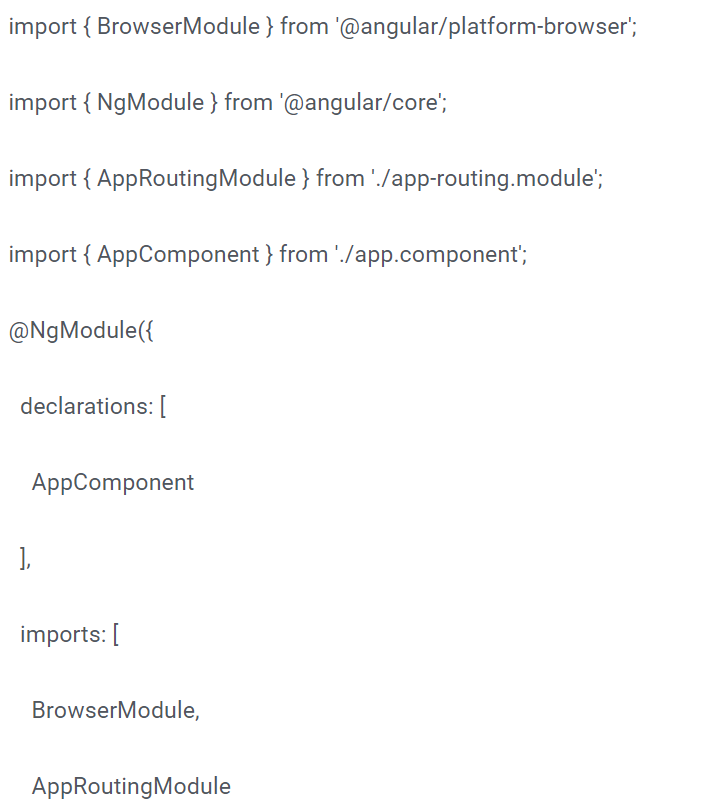 import { BrowserModule } from '@angular/platform-browser';
import { NgModule } from '@angular/core';
import { AppRoutingModule } from './app-routing.module';
import { AppComponent } from './app.component';
@NgModule({
declarations: [
AppComponent
],
imports: [
BrowserModule,
AppRoutingModule